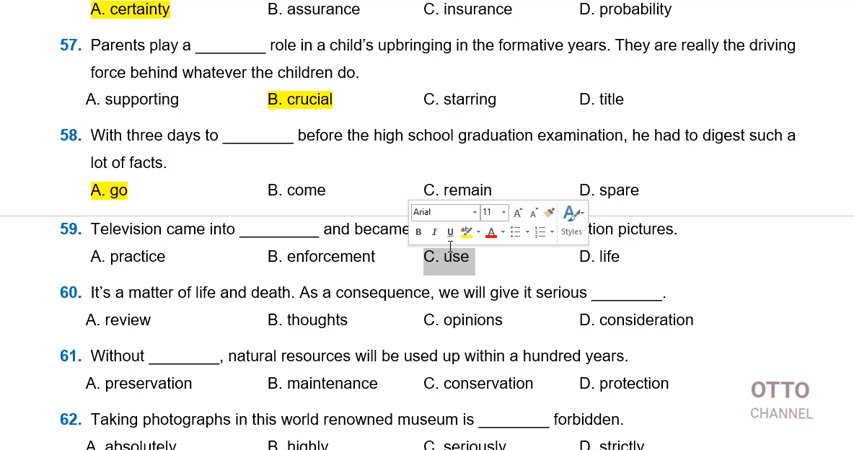 A. certainty B. assurance C. insurance D. probability
57. Parents play a ________ role in a child's upbringing in the formative years. They are really the driving
force behind whatever the children do.
A. supporting B. crucial C. starring D. title
58. With three days to ________ before the high school graduation examination, he had to digest such a
lot of facts.
A. go B. come C. remain D. spare
Arial 11 A A A
B I U ab A Styles
59. Television came into _________ and became tion pictures.
A. practice B. enforcement C. use D. life
60. It's a matter of life and death. As a consequence, we will give it serious ________.
A. review B. thoughts C. opinions D. consideration
61. Without ________, natural resources will be used up within a hundred years.
A. preservation B. maintenance C. conservation D. protection
OTTO
CHANNEL
62. Taking photographs in this world renowned museum is ________ forbidden.
A. absolutely B. highly C. seriously D. strictly